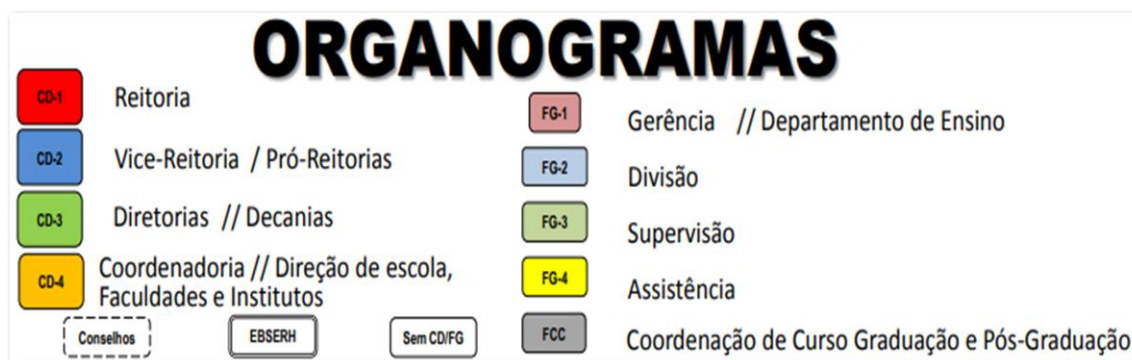 ORGANOGRAMAS
CD-1 Reitoria
CD-2 Vice-Reitoria / Pró-Reitorias
CD-3 Diretorias // Decanias
CD-4 Coordenadoria // Direção de escola,
Faculdades e Institutos
Conselhos
EBSERH
Sem CD/FG
FG-1 Gerência // Departamento de Ensino
FG-2 Divisão
FG-3 Supervisão
FG-4 Assistência
FCC Coordenação de Curso Graduação e Pós-Graduação